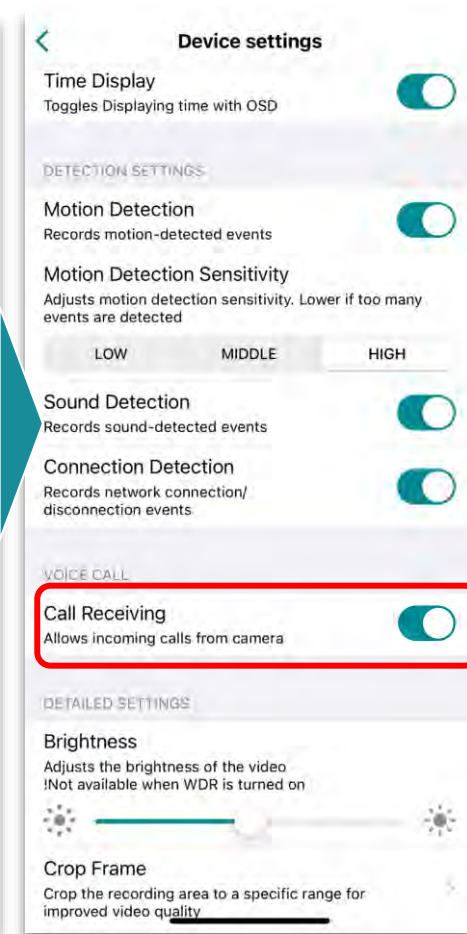 Device settings
Time Display
Toggles Displaying time with OSD
DETECTION SETTINGS
Motion Detection
Records motion-detected events
Motion Detection Sensitivity
Adjusts motion detection sensitivity. Lower if too many
events are detected
LOW MIDDLE HIGH
Sound Detection
Records sound-detected events
Connection Detection
Records network connection/
disconnection events
VOICE CALL
Call Receiving
Allows incoming calls from camera
DETAILED SETTINGS
Brightness
Adjusts the brightness of the video
!Not available when WDR is turned on
Crop Frame
Crop the recording area to a specific range for
improved video quality